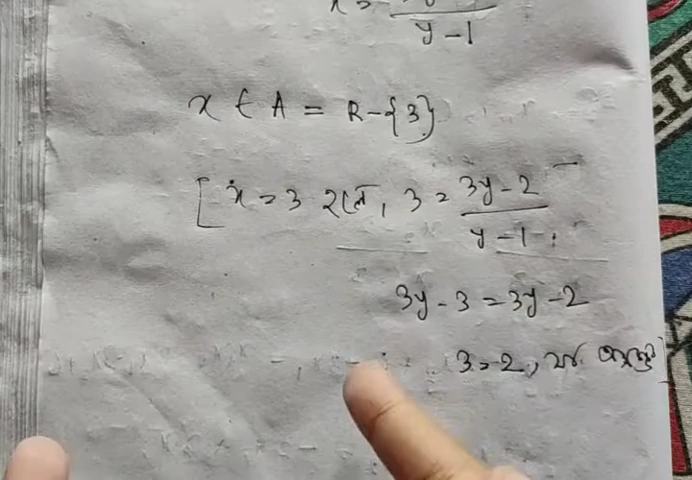 y-1
x ∈ A = R-{3}
[ x = 3 হলে, 3 = 3y-2 / y-1
3y-3 = 3y-2
3=2, যা অসম্ভব]